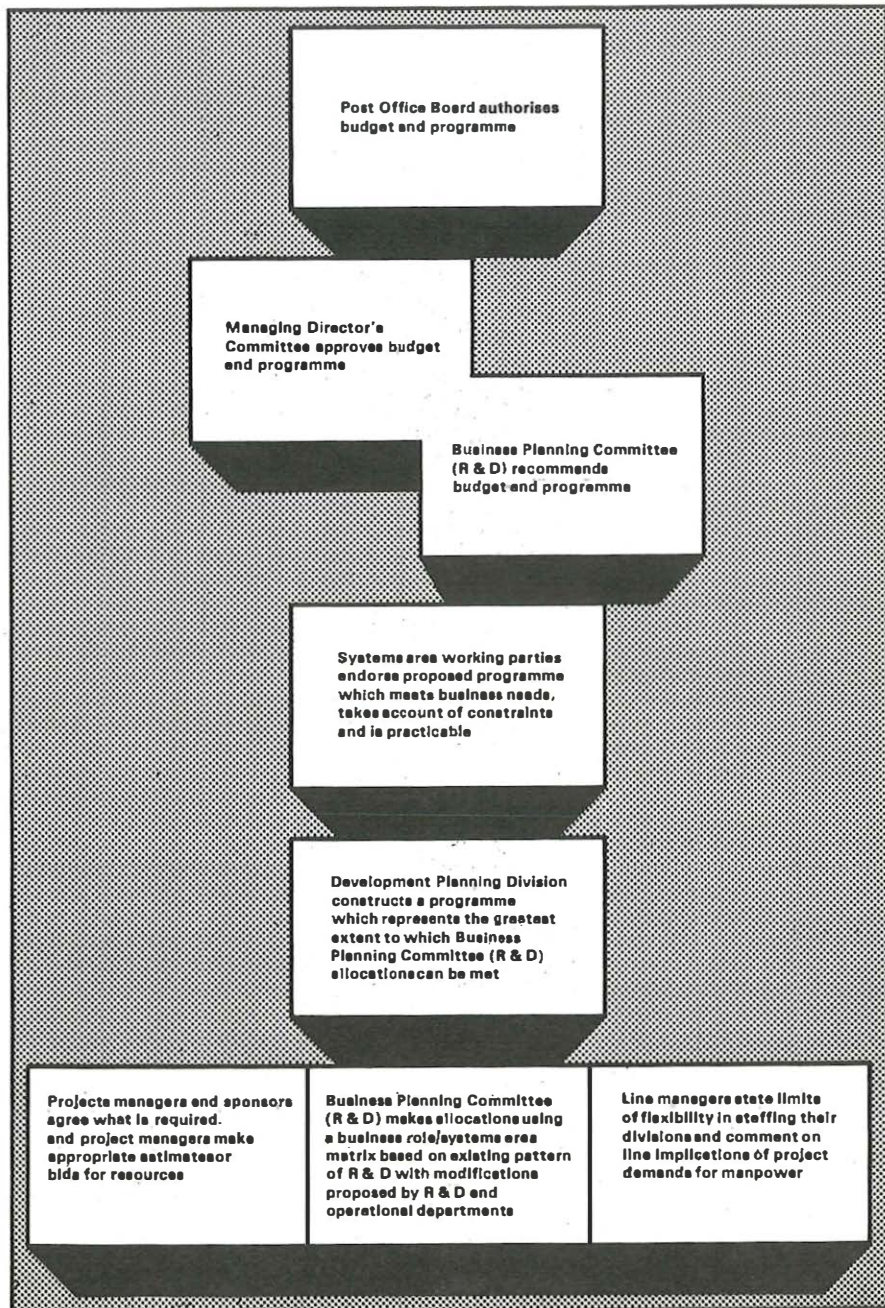 Post Office Board authorises
budget and programme
Managing Director's
Committee approves budget
and programme
Business Planning Committee
(R & D) recommends
budget and programme
Systems area working parties
endorse proposed programme
which meets business needs,
takes account of constraints
and is practicable
Development Planning Division
constructs a programme
which represents the greatest
extent to which Business
Planning Committee (R & D)
allocations can be met
Projects managers and sponsors
agree what is required.
and project managers make
appropriate estimates or
bids for resources
Business Planning Committee
(R & D) makes allocations using
a business role/systems area
matrix based on existing pattern
of R & D with modifications
proposed by R & D and
operational departments
Line managers state limits
of flexibility in staffing their
divisions and comment on
line implications of project
demands for manpower